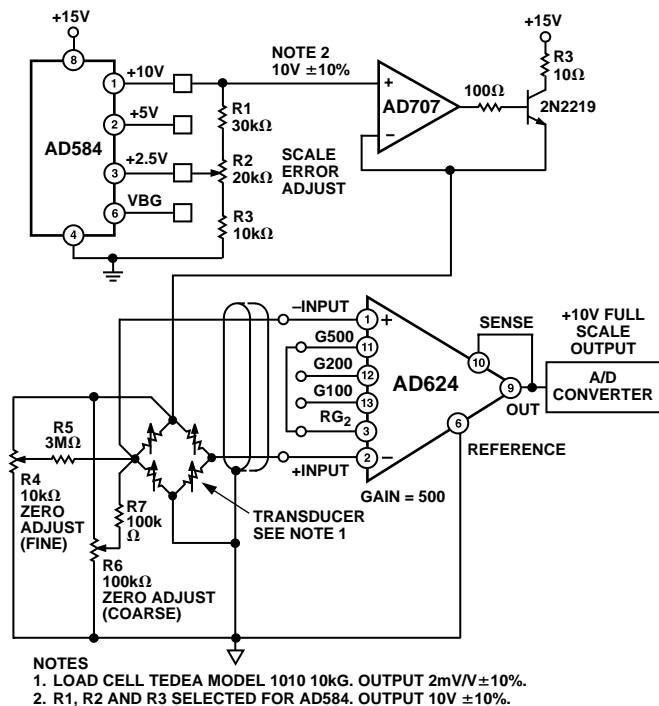 +15V
8
AD584
1
+10V
2
+5V
3
+2.5V
6
VBG
4
R1
30kΩ
R2
20kΩ
R3
10kΩ
SCALE
ERROR
ADJUST
NOTE 2
10V ±10%
+
AD707
−
100Ω
+15V
R3
10Ω
2N2219
−INPUT
1
+
G500
11
G200
12
G100
13
RG2
3
+INPUT
2
−
AD624
GAIN = 500
SENSE
10
9
OUT
6
REFERENCE
+10V FULL
SCALE
OUTPUT
A/D
CONVERTER
R5
3MΩ
R4
10kΩ
ZERO
ADJUST
(FINE)
R7
100k
Ω
R6
100kΩ
ZERO ADJUST
(COARSE)
TRANSDUCER
SEE NOTE 1
NOTES
1. LOAD CELL TEDEA MODEL 1010 10kG. OUTPUT 2mV/V±10%.
2. R1, R2 AND R3 SELECTED FOR AD584. OUTPUT 10V ±10%.